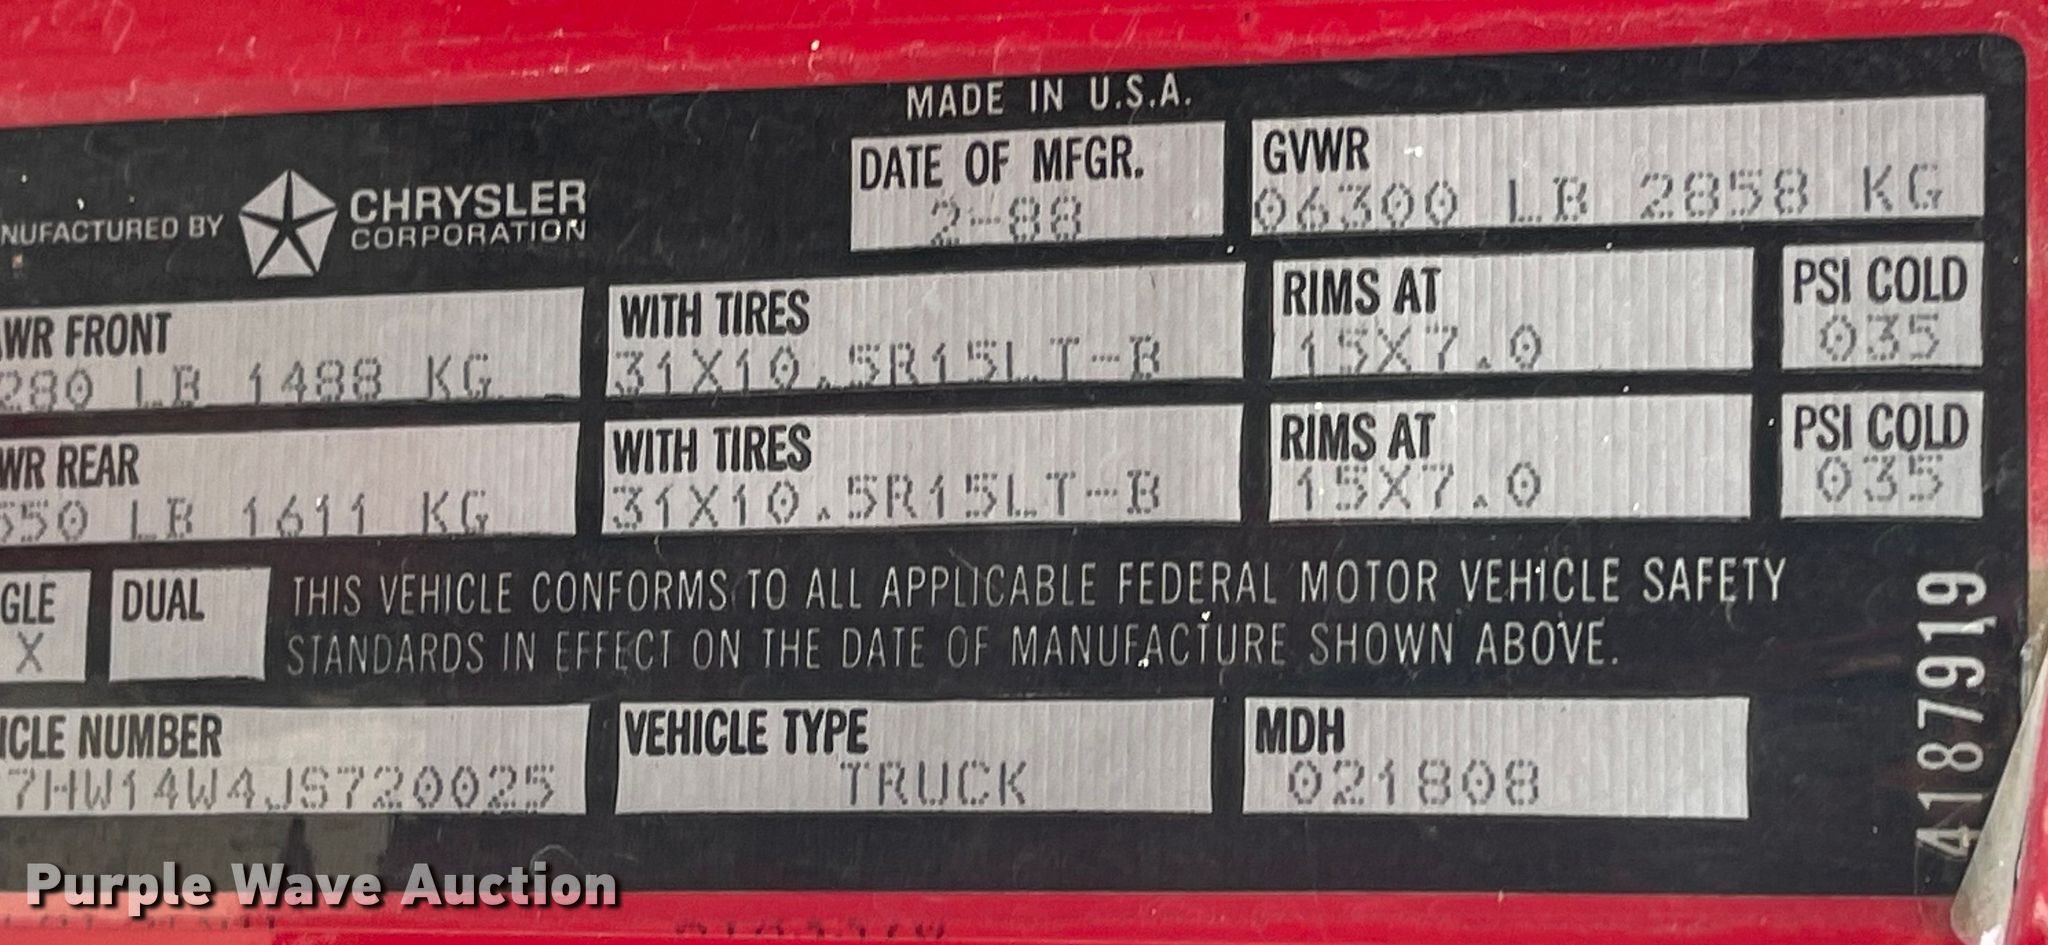 MADE IN U.S.A.
NUFACTURED BY CHRYSLER CORPORATION
DATE OF MFGR. 2-88
GVWR 06300 LB 2858 KG
WR FRONT 280 LB 1488 KG
WITH TIRES 31X10.5R15LT-B
RIMS AT 15X7.0
PSI COLD 035
WR REAR 550 LB 1611 KG
WITH TIRES 31X10.5R15LT-B
RIMS AT 15X7.0
PSI COLD 035
GLE X
DUAL
THIS VEHICLE CONFORMS TO ALL APPLICABLE FEDERAL MOTOR VEHICLE SAFETY
STANDARDS IN EFFECT ON THE DATE OF MANUFACTURE SHOWN ABOVE.
ICLE NUMBER 7HW14W4JS720025
VEHICLE TYPE TRUCK
MDH 021808
4187919
Purple Wave Auction